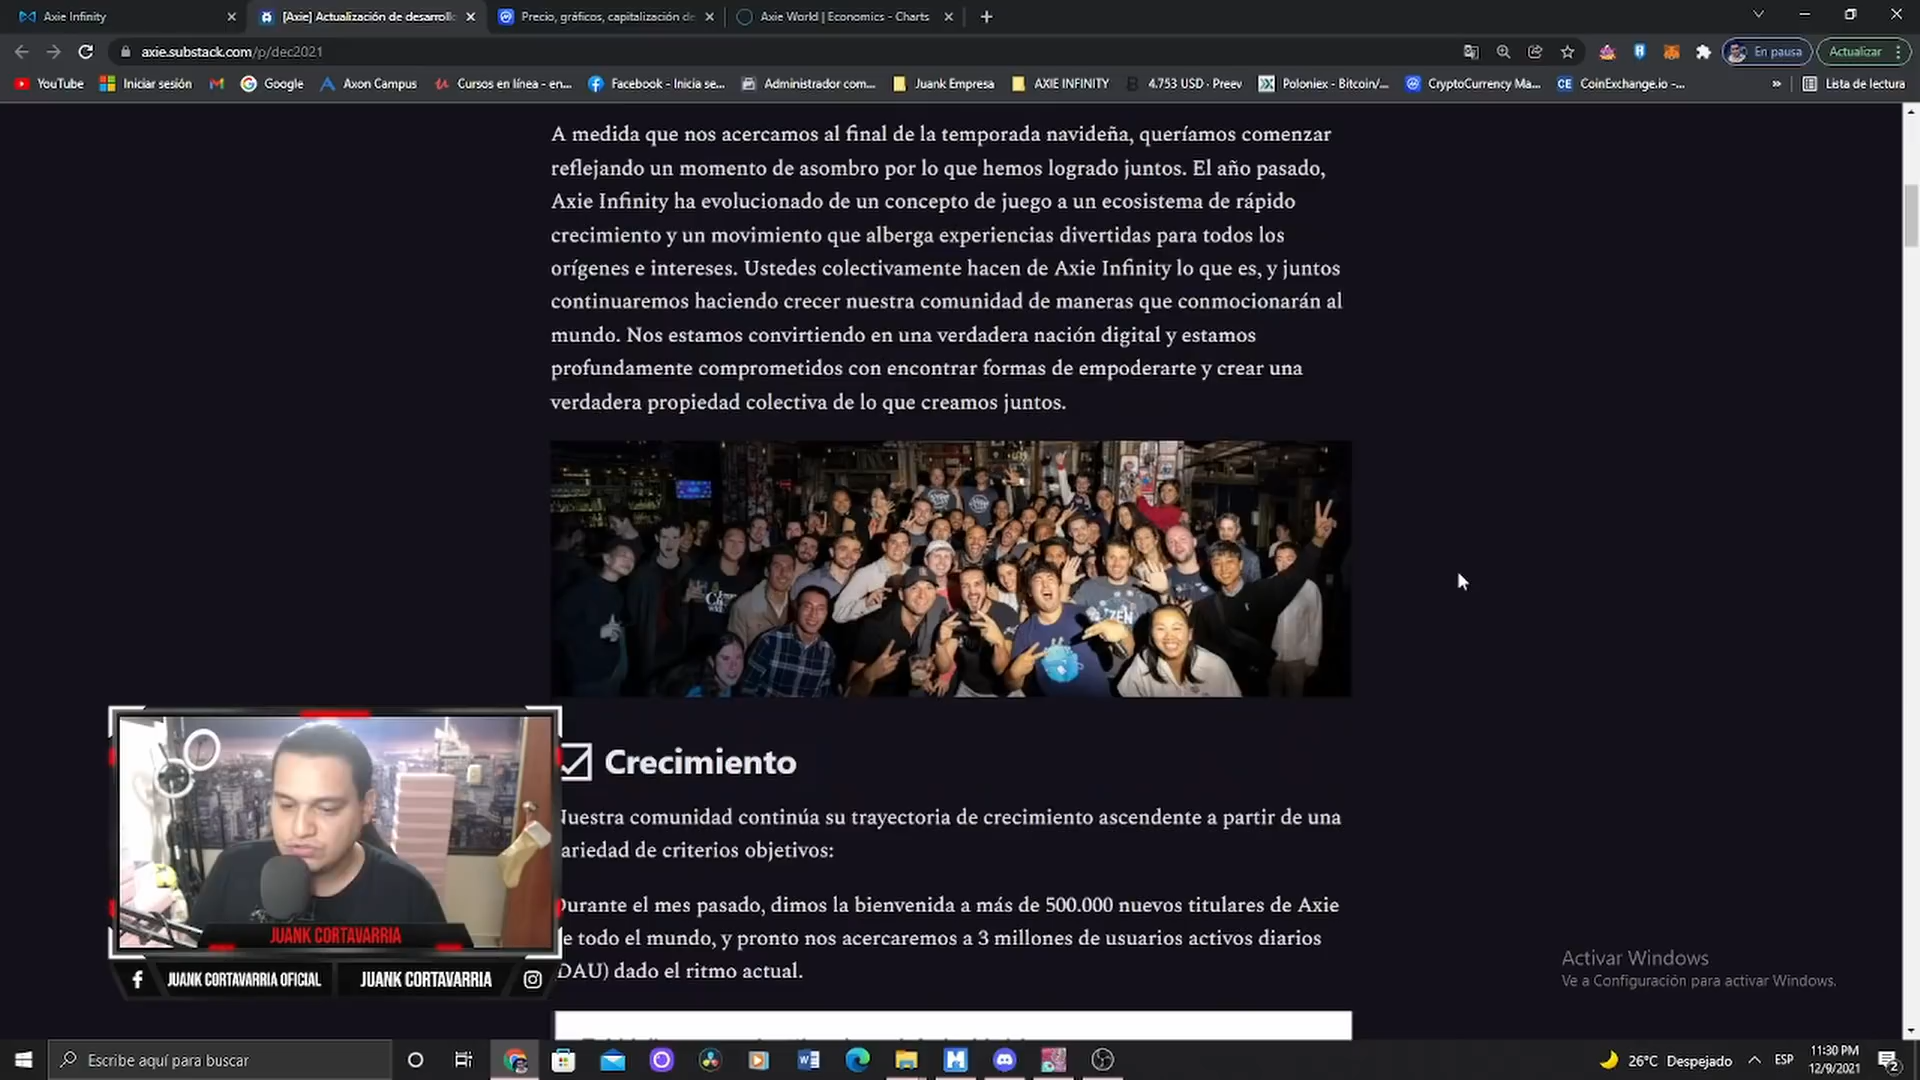 Axie Infinity
[Axie] Actualización de desarrollo
Precio, gráficos, capitalización de
Axie World | Economics - Charts
axie.substack.com/p/dec2021
En pausa
Actualizar
YouTube
Iniciar sesión
Google
Axon Campus
Cursos en línea - en...
Facebook - Inicia se...
Administrador com...
Juank Empresa
AXIE INFINITY
4.753 USD · Preev
Poloniex - Bitcoin/...
CryptoCurrency Ma...
CE
CoinExchange.io -...
»
Lista de lectura
A medida que nos acercamos al final de la temporada navideña, queríamos comenzar
reflejando un momento de asombro por lo que hemos logrado juntos. El año pasado,
Axie Infinity ha evolucionado de un concepto de juego a un ecosistema de rápido
crecimiento y un movimiento que alberga experiencias divertidas para todos los
orígenes e intereses. Ustedes colectivamente hacen de Axie Infinity lo que es, y juntos
continuaremos haciendo crecer nuestra comunidad de maneras que conmocionarán al
mundo. Nos estamos convirtiendo en una verdadera nación digital y estamos
profundamente comprometidos con encontrar formas de empoderarte y crear una
verdadera propiedad colectiva de lo que creamos juntos.
Crecimiento
Nuestra comunidad continúa su trayectoria de crecimiento ascendente a partir de una
ariedad de criterios objetivos:
Durante el mes pasado, dimos la bienvenida a más de 500.000 nuevos titulares de Axie
e todo el mundo, y pronto nos acercaremos a 3 millones de usuarios activos diarios
DAU) dado el ritmo actual.
JUANK CORTAVARRIA
JUANK CORTAVARRIA OFICIAL
JUANK CORTAVARRIA
Activar Windows
Ve a Configuración para activar Windows.
Escribe aquí para buscar
26°C Despejado
ESP
11:30 PM
12/9/2021
2